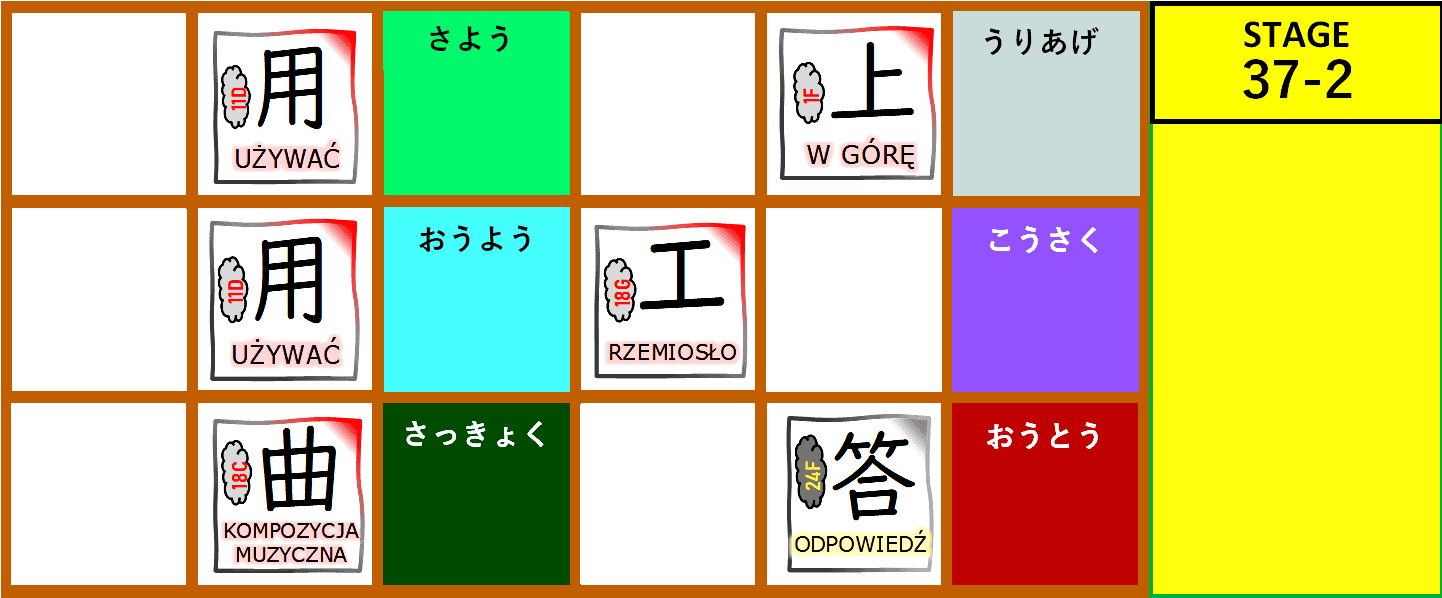 11D
用
UŻYWAĆ
さよう
1F
上
W GÓRĘ
うりあげ
STAGE
37-2
11D
用
UŻYWAĆ
おうよう
18G
工
RZEMIOSŁO
こうさく
18C
曲
KOMPOZYCJA
MUZYCZNA
さっきょく
24F
答
ODPOWIEDŹ
おうとう